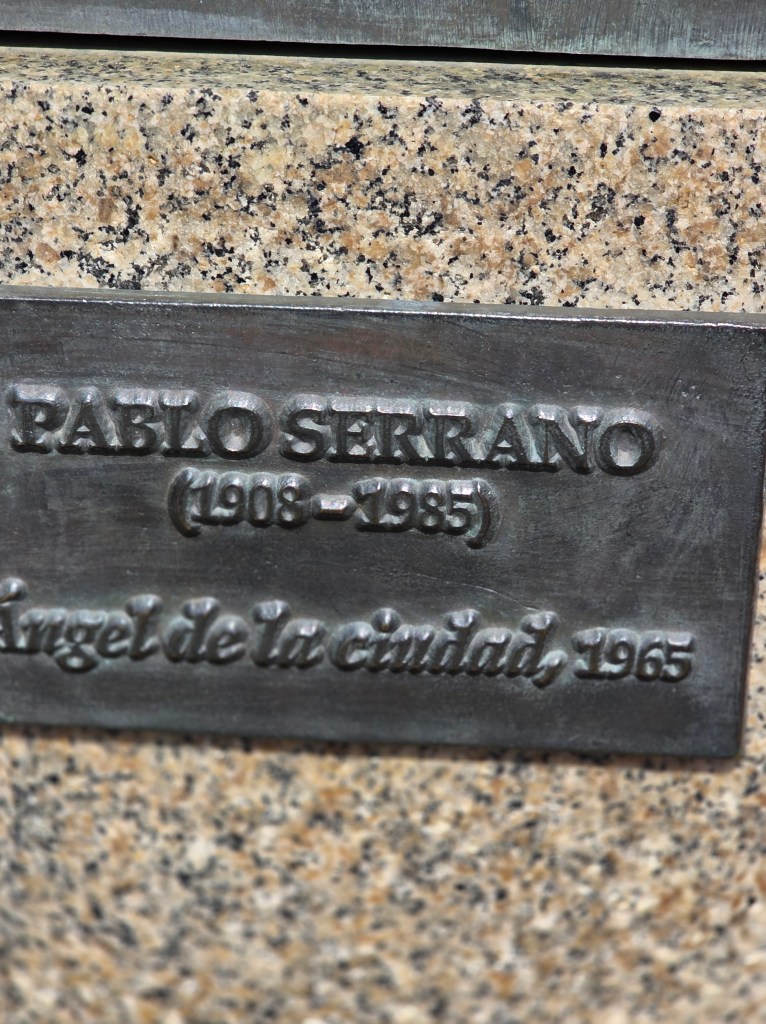 PABLO SERRANO
(1908-1985)
Ángel de la ciudad, 1965